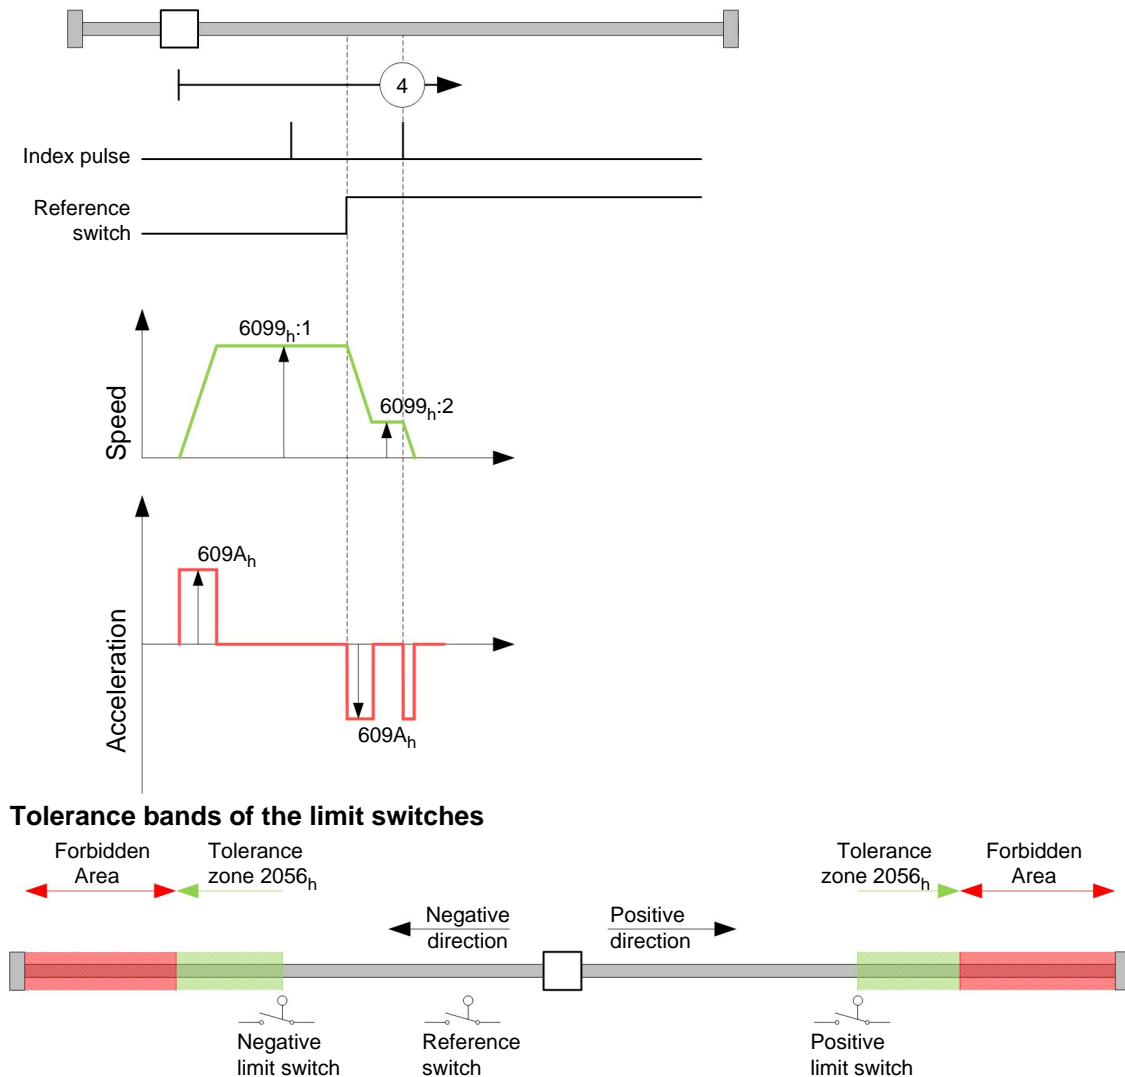 4
Index pulse
Reference
switch
6099h:1
6099h:2
Speed
609Ah
609Ah
Acceleration
Tolerance bands of the limit switches
Forbidden
Area
Tolerance
zone 2056h
Tolerance
zone 2056h
Forbidden
Area
Negative
direction
Positive
direction
Negative
limit switch
Reference
switch
Positive
limit switch